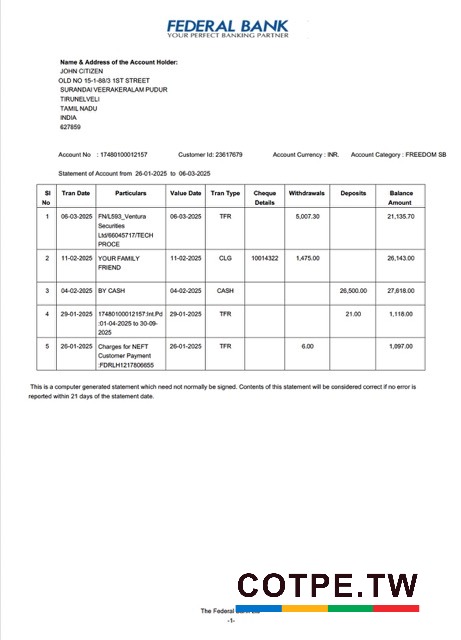 FEDERAL BANK
YOUR PERFECT BANKING PARTNER
Name & Address of the Account Holder:
JOHN CITIZEN
OLD NO 15-1-88/3 1ST STREET
SURANDAI VEERAKERALAM PUDUR
TIRUNELVELI
TAMIL NADU
INDIA
627859
Account No : 17480100012157 Customer Id: 23617679 Account Currency : INR. Account Category : FREEDOM SB
Statement of Account from 26-01-2025 to 06-03-2025
Sl No Tran Date Particulars Value Date Tran Type Cheque Details Withdrawals Deposits Balance Amount
1 06-03-2025 FN/L593_Ventura Securities Ltd/66045717/TECH PROCE 06-03-2025 TFR 5,007.30 21,135.70
2 11-02-2025 YOUR FAMILY FRIEND 11-02-2025 CLG 10014322 1,475.00 26,143.00
3 04-02-2025 BY CASH 04-02-2025 CASH 26,500.00 27,618.00
4 29-01-2025 17480100012157:Int.Pd :01-04-2025 to 30-09-2025 29-01-2025 TFR 21.00 1,118.00
5 26-01-2025 Charges for NEFT Customer Payment :FDRLH1217806655 26-01-2025 TFR 6.00 1,097.00
This is a computer generated statement which need not normally be signed. Contents of this statement will be considered correct if no error is
reported within 21 days of the statement date.
COTPE.TW
The Federal
-1-